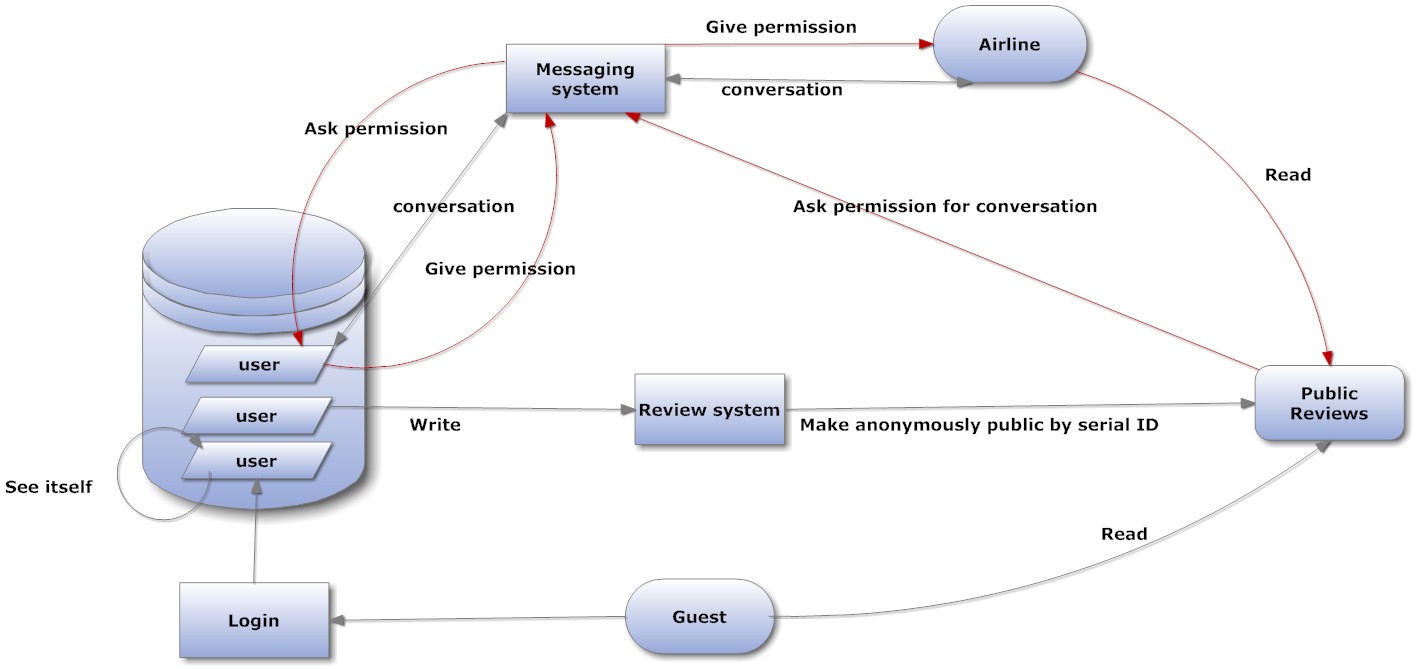 Give permission
Airline
Messaging
system
conversation
Ask permission
Read
conversation
Ask permission for conversation
Give permission
user
Public
Reviews
user
Review system
Write
Make anonymously public by serial ID
user
See itself
Read
Login
Guest